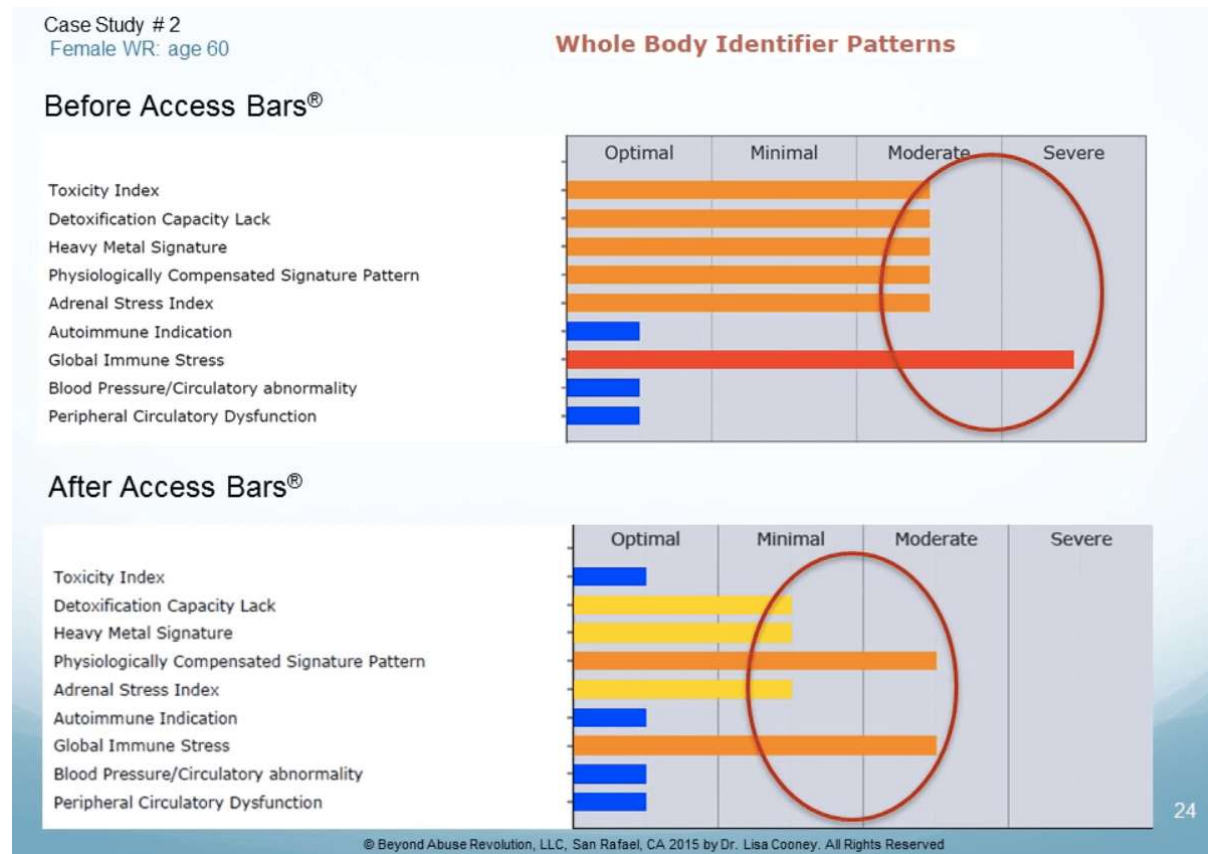 Case Study # 2
Female WR: age 60
Whole Body Identifier Patterns
Before Access Bars®
Optimal Minimal Moderate Severe
Toxicity Index
Detoxification Capacity Lack
Heavy Metal Signature
Physiologically Compensated Signature Pattern
Adrenal Stress Index
Autoimmune Indication
Global Immune Stress
Blood Pressure/Circulatory abnormality
Peripheral Circulatory Dysfunction
After Access Bars®
Optimal Minimal Moderate Severe
Toxicity Index
Detoxification Capacity Lack
Heavy Metal Signature
Physiologically Compensated Signature Pattern
Adrenal Stress Index
Autoimmune Indication
Global Immune Stress
Blood Pressure/Circulatory abnormality
Peripheral Circulatory Dysfunction
24
© Beyond Abuse Revolution, LLC, San Rafael, CA 2015 by Dr. Lisa Cooney. All Rights Reserved